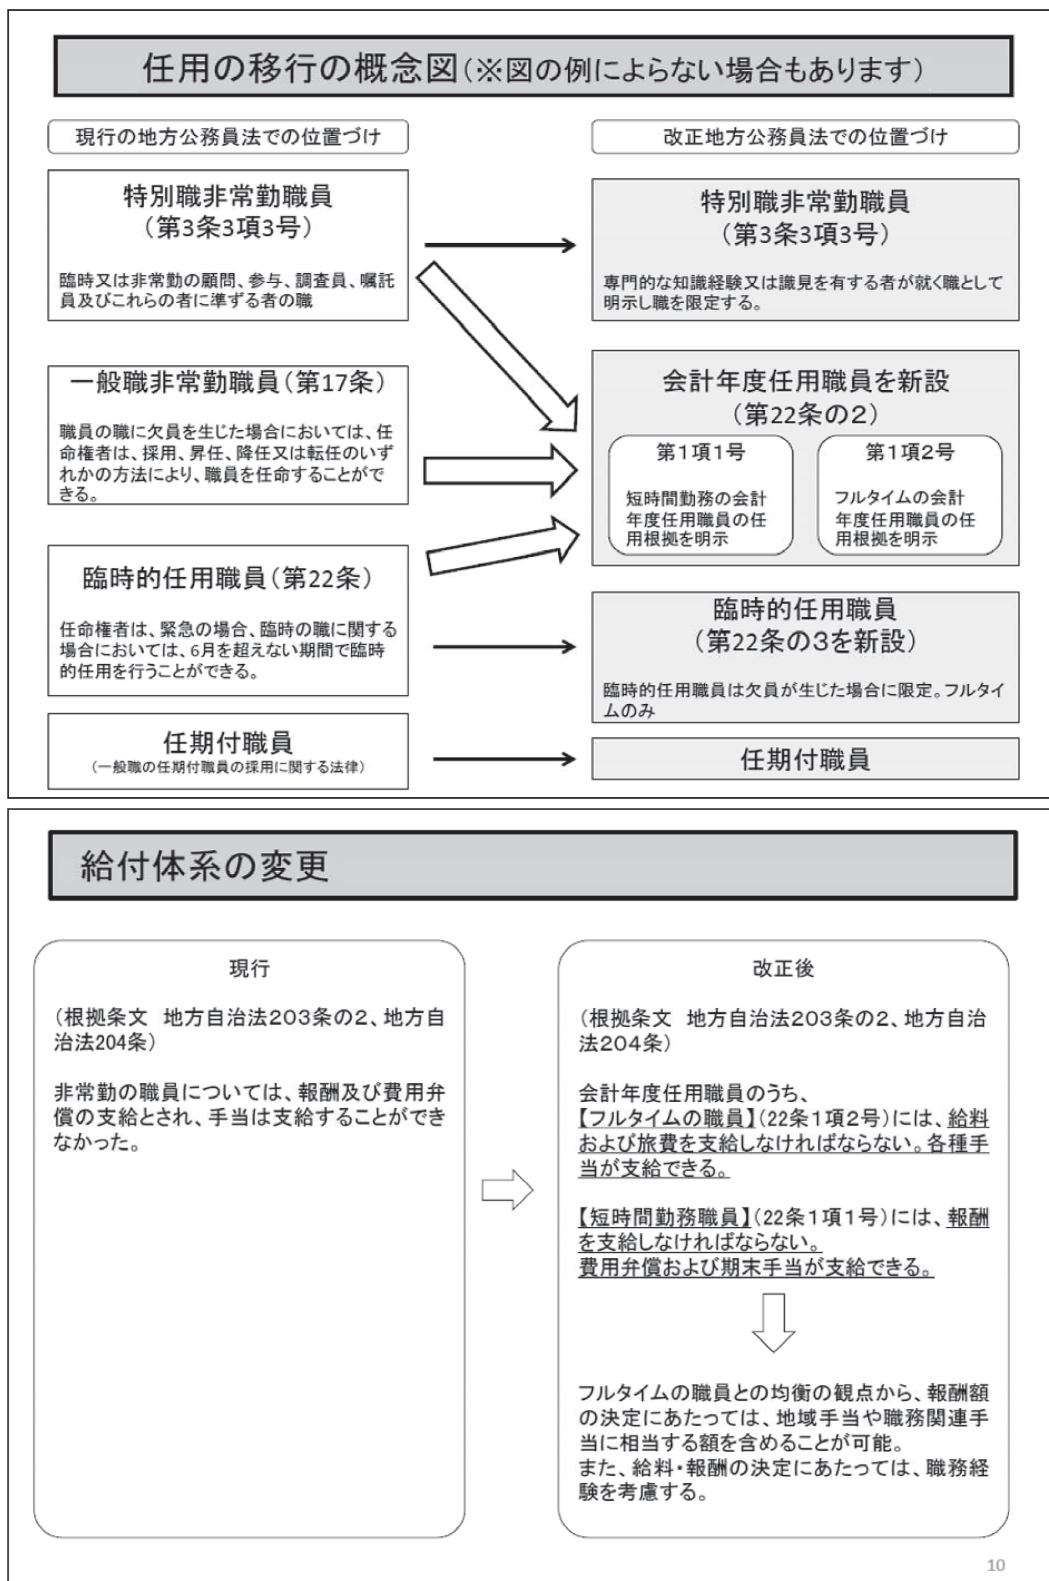 任用の移行の概念図(※図の例によらない場合もあります)
現行の地方公務員法での位置づけ
改正地方公務員法での位置づけ
特別職非常勤職員
(第3条3項3号)
臨時又は非常勤の顧問、参与、調査員、嘱託
員及びこれらの者に準ずる者の職
特別職非常勤職員
(第3条3項3号)
専門的な知識経験又は識見を有する者が就く職として
明示し職を限定する。
一般職非常勤職員(第17条)
職員の職に欠員を生じた場合においては、任
命権者は、採用、昇任、降任又は転任のいず
れかの方法により、職員を任命することがで
きる。
会計年度任用職員を新設
(第22条の2)
第1項1号
短時間勤務の会計
年度任用職員の任
用根拠を明示
第1項2号
フルタイムの会計
年度任用職員の任
用根拠を明示
臨時的任用職員(第22条)
任命権者は、緊急の場合、臨時の職に関する
場合においては、6月を超えない期間で臨時
的任用を行うことができる。
臨時的任用職員
(第22条の3を新設)
臨時的任用職員は欠員が生じた場合に限定。フルタイ
ムのみ
任期付職員
(一般職の任期付職員の採用に関する法律)
任期付職員
給付体系の変更
現行
(根拠条文 地方自治法203条の2、地方自
治法204条)
非常勤の職員については、報酬及び費用弁
償の支給とされ、手当は支給することができ
なかった。
改正後
(根拠条文 地方自治法203条の2、地方自治
法204条)
会計年度任用職員のうち、
【フルタイムの職員】(22条1項2号)には、給料
および旅費を支給しなければならない。各種手
当が支給できる。
【短時間勤務職員】(22条1項1号)には、報酬
を支給しなければならない。
費用弁償および期末手当が支給できる。
フルタイムの職員との均衡の観点から、報酬額
の決定にあたっては、地域手当や職務関連手
当に相当する額を含めることが可能。
また、給料・報酬の決定にあたっては、職務経
験を考慮する。
10